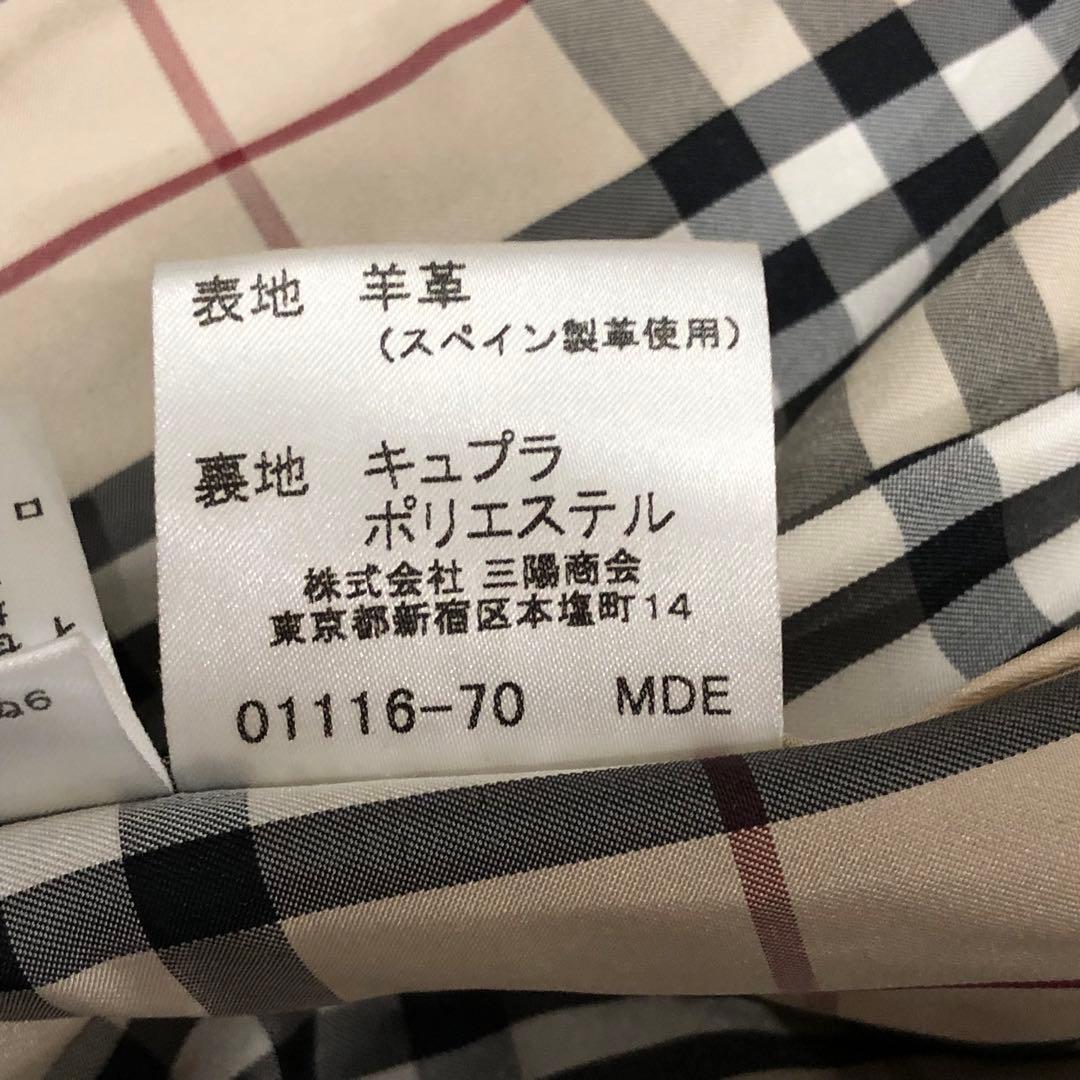 表地 羊革
(スペイン製革使用)
裏地 キュプラ
ポリエステル
株式会社 三陽商会
東京都新宿区本塩町14
01116-70 MDE